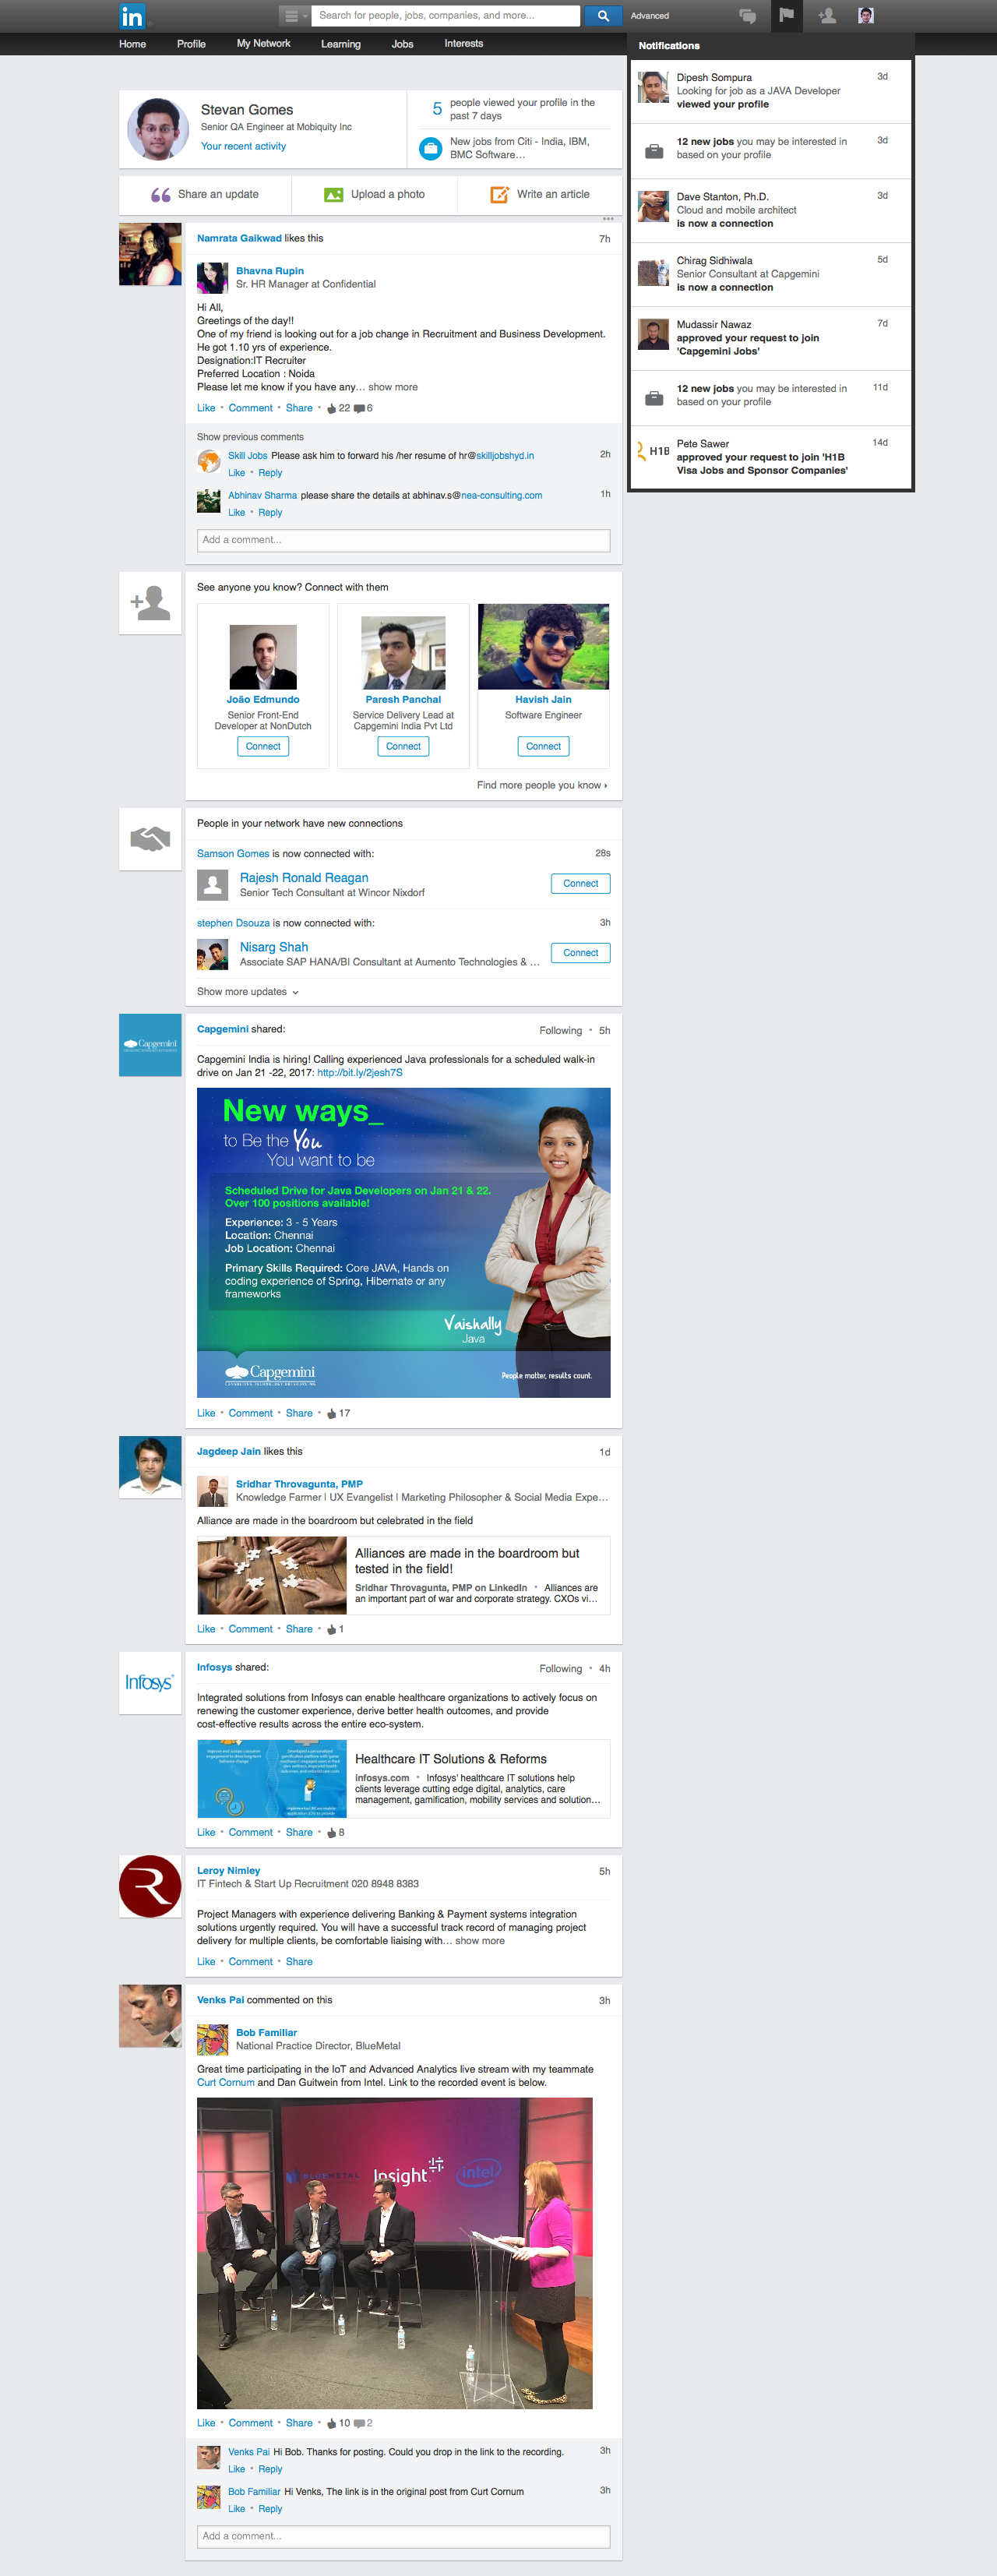 in
Search for people, jobs, companies, and more...
Advanced
Home Profile My Network Learning Jobs Interests
Notifications
Dipesh Sompura 3d
Looking for job as a JAVA Developer
viewed your profile
12 new jobs you may be interested in 3d
based on your profile
Dave Stanton, Ph.D. 3d
Cloud and mobile architect
is now a connection
Chirag Sidhiwala 5d
Senior Consultant at Capgemini
is now a connection
Mudassir Nawaz 7d
approved your request to join
'Capgemini Jobs'
12 new jobs you may be interested in 11d
based on your profile
H1B
Pete Sawer 14d
approved your request to join 'H1B
Visa Jobs and Sponsor Companies'
Stevan Gomes
Senior QA Engineer at Mobiquity Inc
Your recent activity
5 people viewed your profile in the
past 7 days
New jobs from Citi - India, IBM,
BMC Software…
Share an update
Upload a photo
Write an article
Namrata Gaikwad likes this 7h
Bhavna Rupin
Sr. HR Manager at Confidential
Hi All,
Greetings of the day!!
One of my friend is looking out for a job change in Recruitment and Business Development.
He got 1.10 yrs of experience.
Designation:IT Recruiter
Preferred Location : Noida
Please let me know if you have any… show more
Like • Comment • Share • 22 6
Show previous comments
Skill Jobs Please ask him to forward his /her resume of hr@skilljobshyd.in 2h
Like • Reply
Abhinav Sharma please share the details at abhinav.s@nea-consulting.com 1h
Like • Reply
Add a comment...
See anyone you know? Connect with them
João Edmundo
Senior Front-End
Developer at NonDutch
Connect
Paresh Panchal
Service Delivery Lead at
Capgemini India Pvt Ltd
Connect
Havish Jain
Software Engineer
Connect
Find more people you know ›
People in your network have new connections
Samson Gomes is now connected with: 28s
Rajesh Ronald Reagan
Senior Tech Consultant at Wincor Nixdorf
Connect
stephen Dsouza is now connected with: 3h
Nisarg Shah
Associate SAP HANA/BI Consultant at Aumento Technologies & ...
Connect
Show more updates
Capgemini
Capgemini shared: Following • 5h
Capgemini India is hiring! Calling experienced Java professionals for a scheduled walk-in
drive on Jan 21 -22, 2017: http://bit.ly/2jesh7S
New ways_
to Be the You
You want to be
Scheduled Drive for Java Developers on Jan 21 & 22.
Over 100 positions available!
Experience: 3 - 5 Years
Location: Chennai
Job Location: Chennai
Primary Skills Required: Core JAVA, Hands on
coding experience of Spring, Hibernate or any
frameworks
Vaishally
Java
Capgemini
People matter, results count.
Like • Comment • Share • 17
Jagdeep Jain likes this 1d
Sridhar Throvagunta, PMP
Knowledge Farmer | UX Evangelist | Marketing Philosopher & Social Media Expe…
Alliance are made in the boardroom but celebrated in the field
Alliances are made in the boardroom but
tested in the field!
Sridhar Throvagunta, PMP on LinkedIn • Alliances are
an important part of war and corporate strategy. CXOs vi…
Like • Comment • Share • 1
Infosys
Infosys shared: Following • 4h
Integrated solutions from Infosys can enable healthcare organizations to actively focus on
renewing the customer experience, derive better health outcomes, and provide
cost-effective results across the entire eco-system.
Healthcare IT Solutions & Reforms
infosys.com • Infosys' healthcare IT solutions help
clients leverage cutting edge digital, analytics, care
management, gamification, mobility services and solution…
Like • Comment • Share • 8
R
Leroy Nimley 5h
IT Fintech & Start Up Recruitment 020 8948 8383
Project Managers with experience delivering Banking & Payment systems integration
solutions urgently required. You will have a successful track record of managing project
delivery for multiple clients, be comfortable liaising with… show more
Like • Comment • Share
Venks Pai commented on this 3h
Bob Familiar
National Practice Director, BlueMetal
Great time participating in the IoT and Advanced Analytics live stream with my teammate
Curt Cornum and Dan Guitwein from Intel. Link to the recorded event is below.
BLUEMETAL
Insight
intel
Like • Comment • Share • 10 2
Venks Pai Hi Bob. Thanks for posting. Could you drop in the link to the recording. 3h
Like • Reply
Bob Familiar Hi Venks, The link is in the original post from Curt Cornum 3h
Like • Reply
Add a comment...